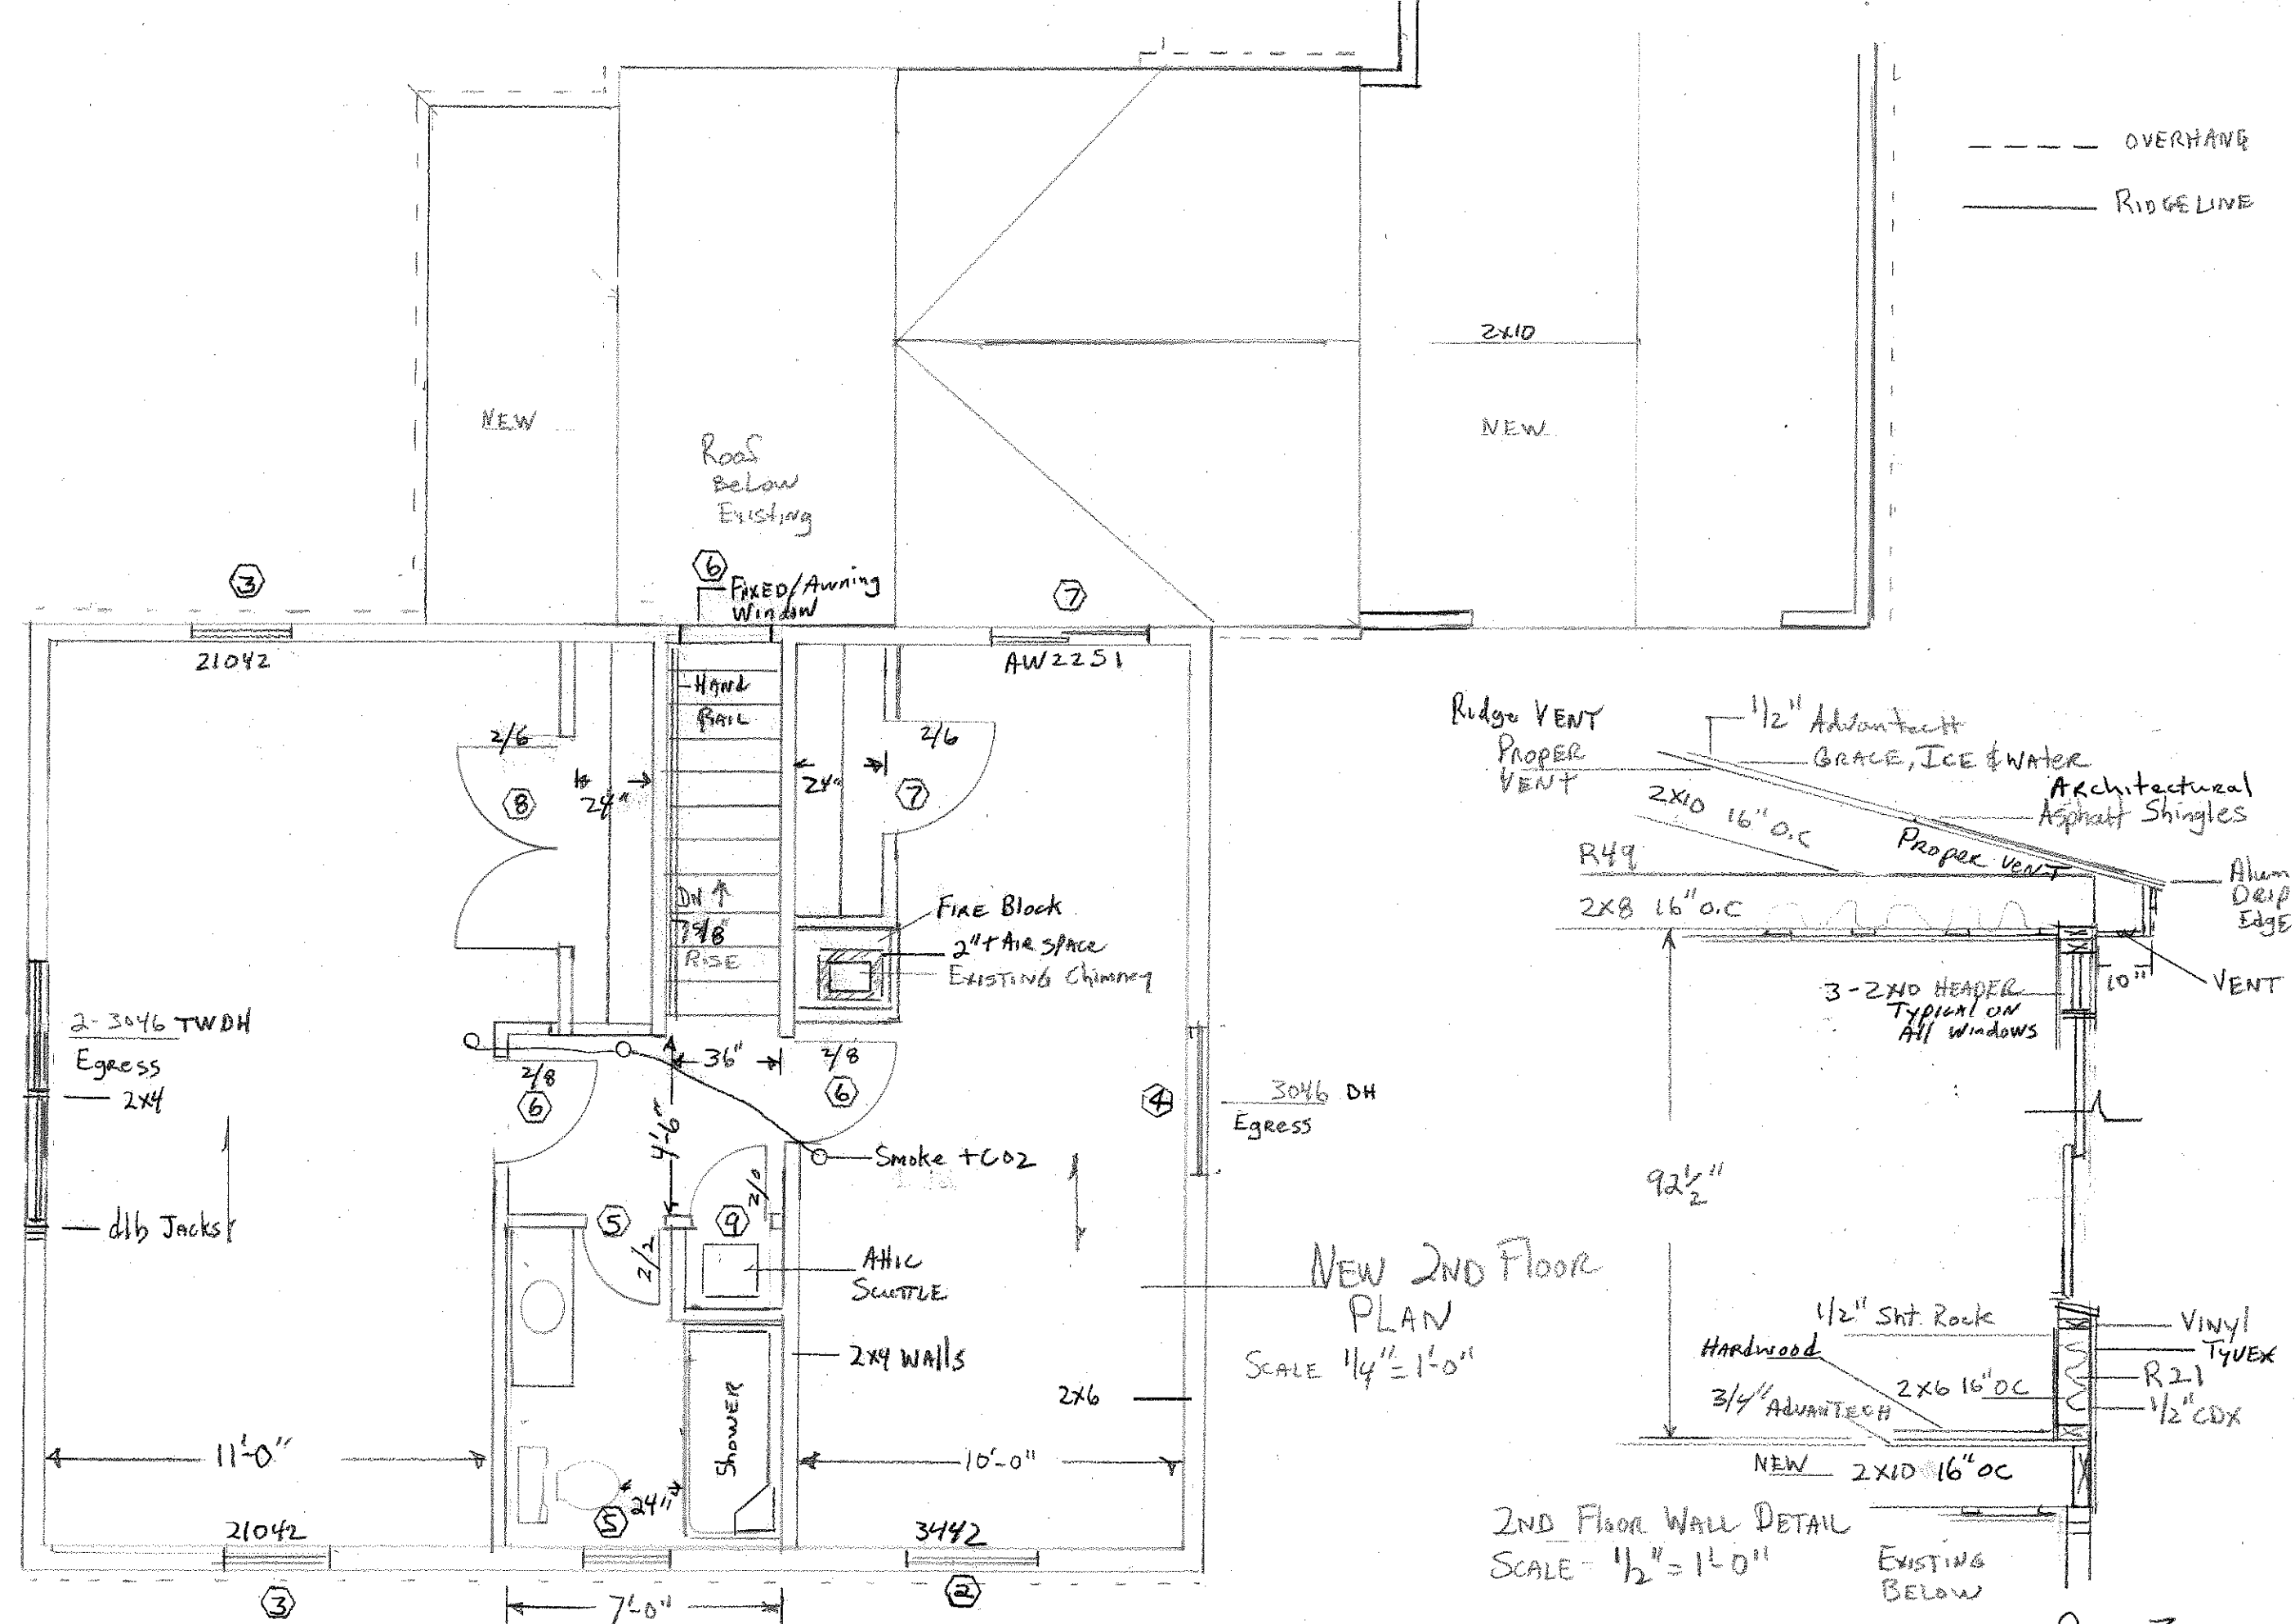 OVERHANG
RIDGELINE
2X10
NEW
NEW
Roof
Below
Existing
3
6
FIXED/Awning
Window
7
21042
AW2251
HAND
RAIL
2/6
2/6
24"
24"
8
7
DN
7 5/8"
RISE
FIRE Block
2"+ AIR SPACE
EXISTING Chimney
2-3046 TWDH
Egress
2x4
dlb Jacks
2/8
6
36"
2/8
6
4'-6"
4
3046 DH
Egress
Smoke +CO2
2/0
5
9
2/2
Attic
Scuttle
2x4 WAlls
SHOWER
2x6
11'-0"
10'-0"
24"
5
21042
3442
3
2
7'-0"
NEW 2ND Floor
PLAN
SCALE 1/4"=1'-0"
Ridge VENT
PROPER
VENT
1/2" Advantech
GRACE, ICE & WATER
ARchitectural
Asphalt Shingles
2X10 16" O.C
Proper VENT
R49
2X8 16" O.C
Alum
DRIP
Edge
10"
VENT
3-2X10 HEADER
TYPICAL ON
All Windows
92 1/2"
1/2" Sht. Rock
VINYl
TYVEX
HARdwood
R21
2X6 16" OC
1/2" CDX
3/4" ADVANTECH
NEW 2X10 16" OC
2ND Floor WALL DETAIL
SCALE - 1/2"=1'-0"
EXISTING
BELOW